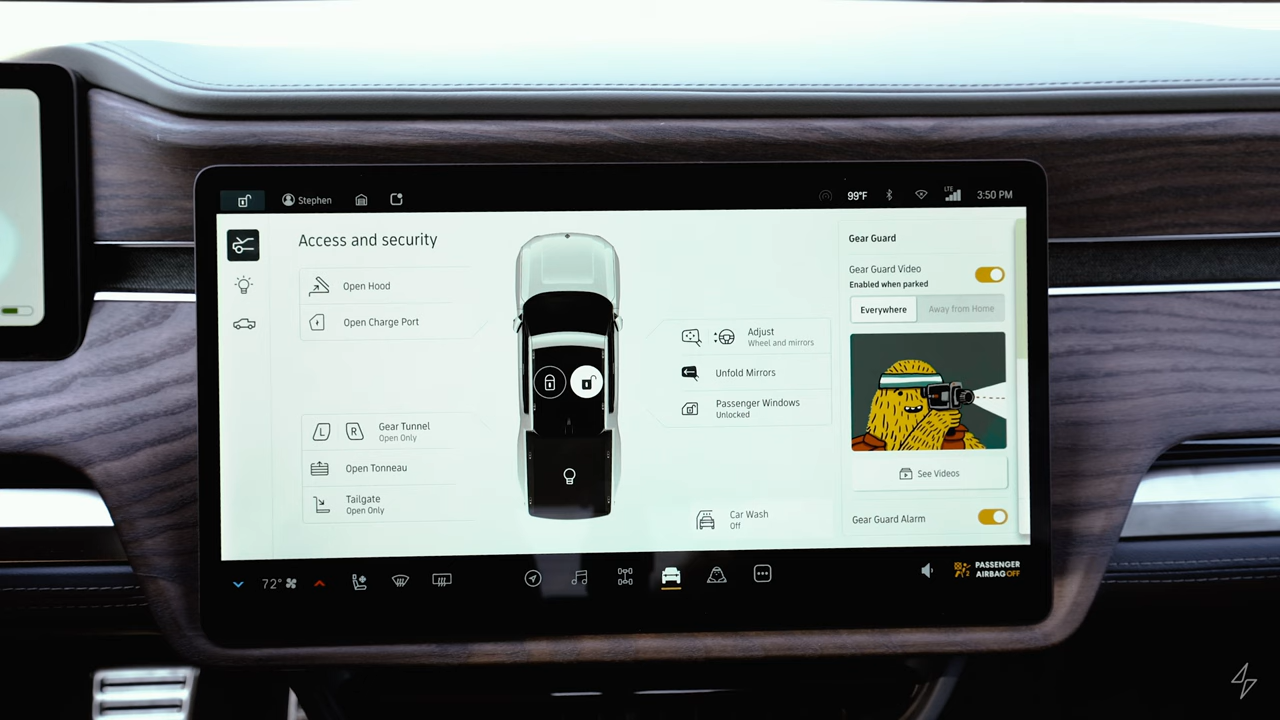 Stephen
99°F
LTE
3:50 PM
Access and security
Open Hood
Open Charge Port
L
R
Gear Tunnel
Open Only
Open Tonneau
Tailgate
Open Only
Adjust
Wheel and mirrors
Unfold Mirrors
Passenger Windows
Unlocked
Car Wash
Off
Gear Guard
Gear Guard Video
Enabled when parked
Everywhere
Away from Home
See Videos
Gear Guard Alarm
72°
PASSENGER
AIRBAG OFF